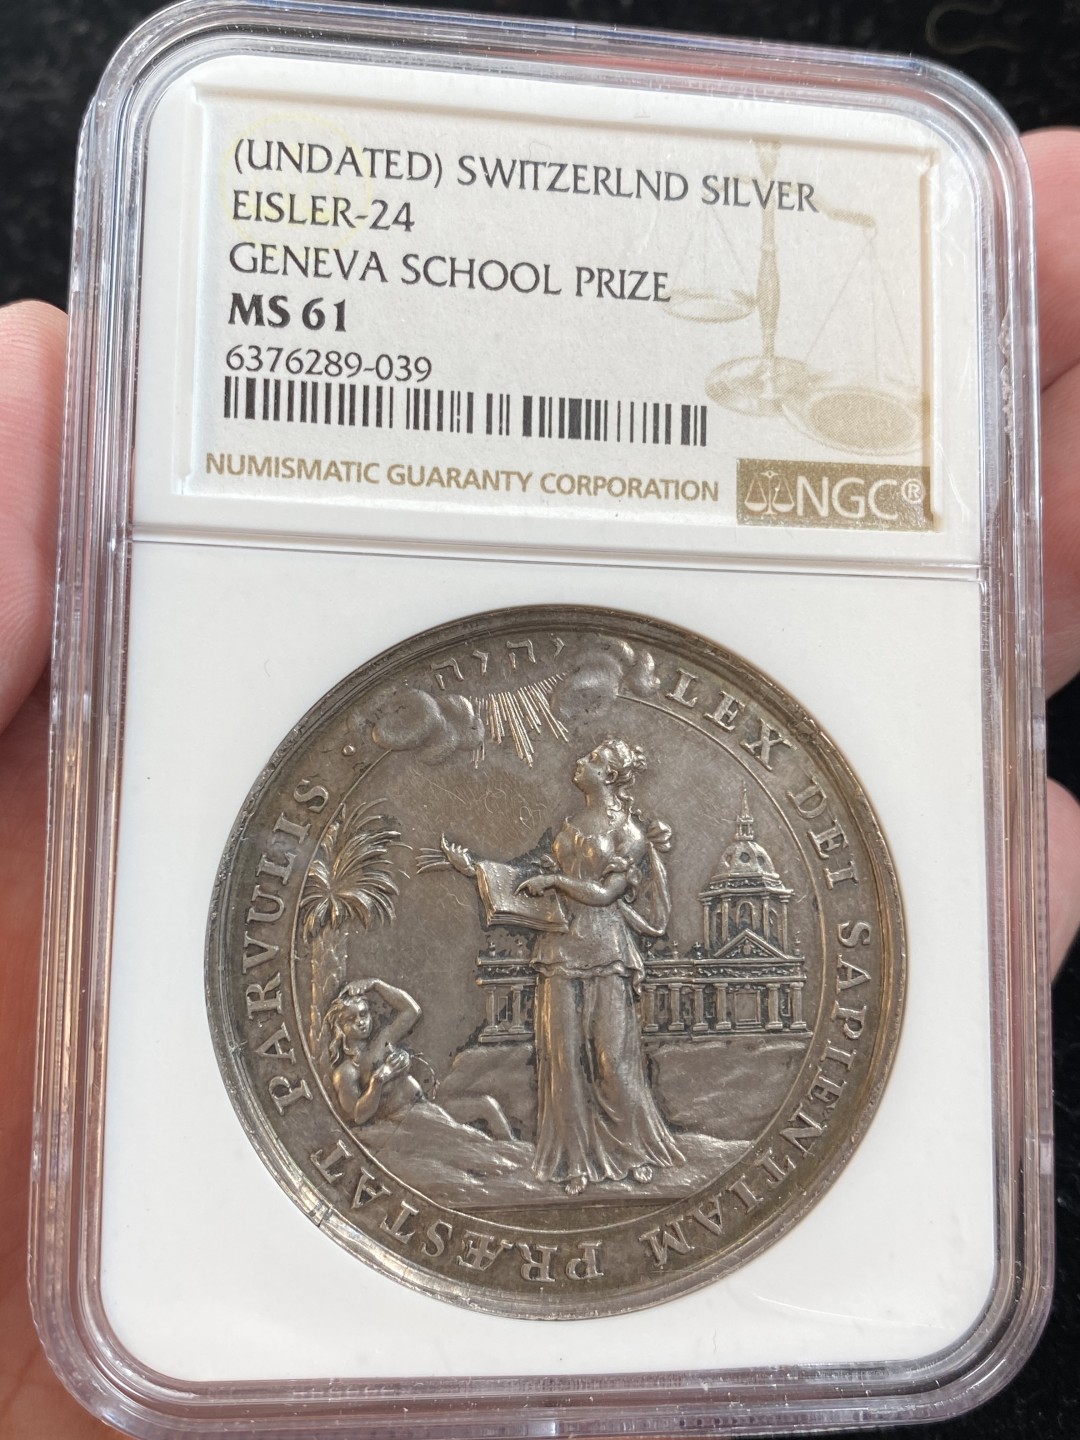 (UNDATED) SWITZERLND SILVER
EISLER-24
GENEVA SCHOOL PRIZE
MS 61
6376289-039
NUMISMATIC GUARANTY CORPORATION
NGC®
יהיה
LEX DEI SAPIENTIAM PRÆSTAT PARVULIS ·